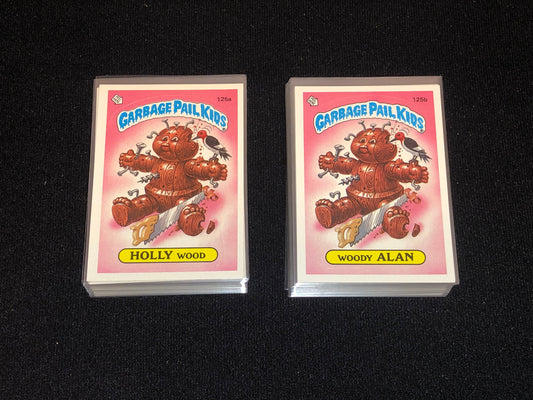 125a
GARBAGE PAIL KIDS
HOLLY WOOD
125b
GARBAGE PAIL KIDS
WOODY ALAN